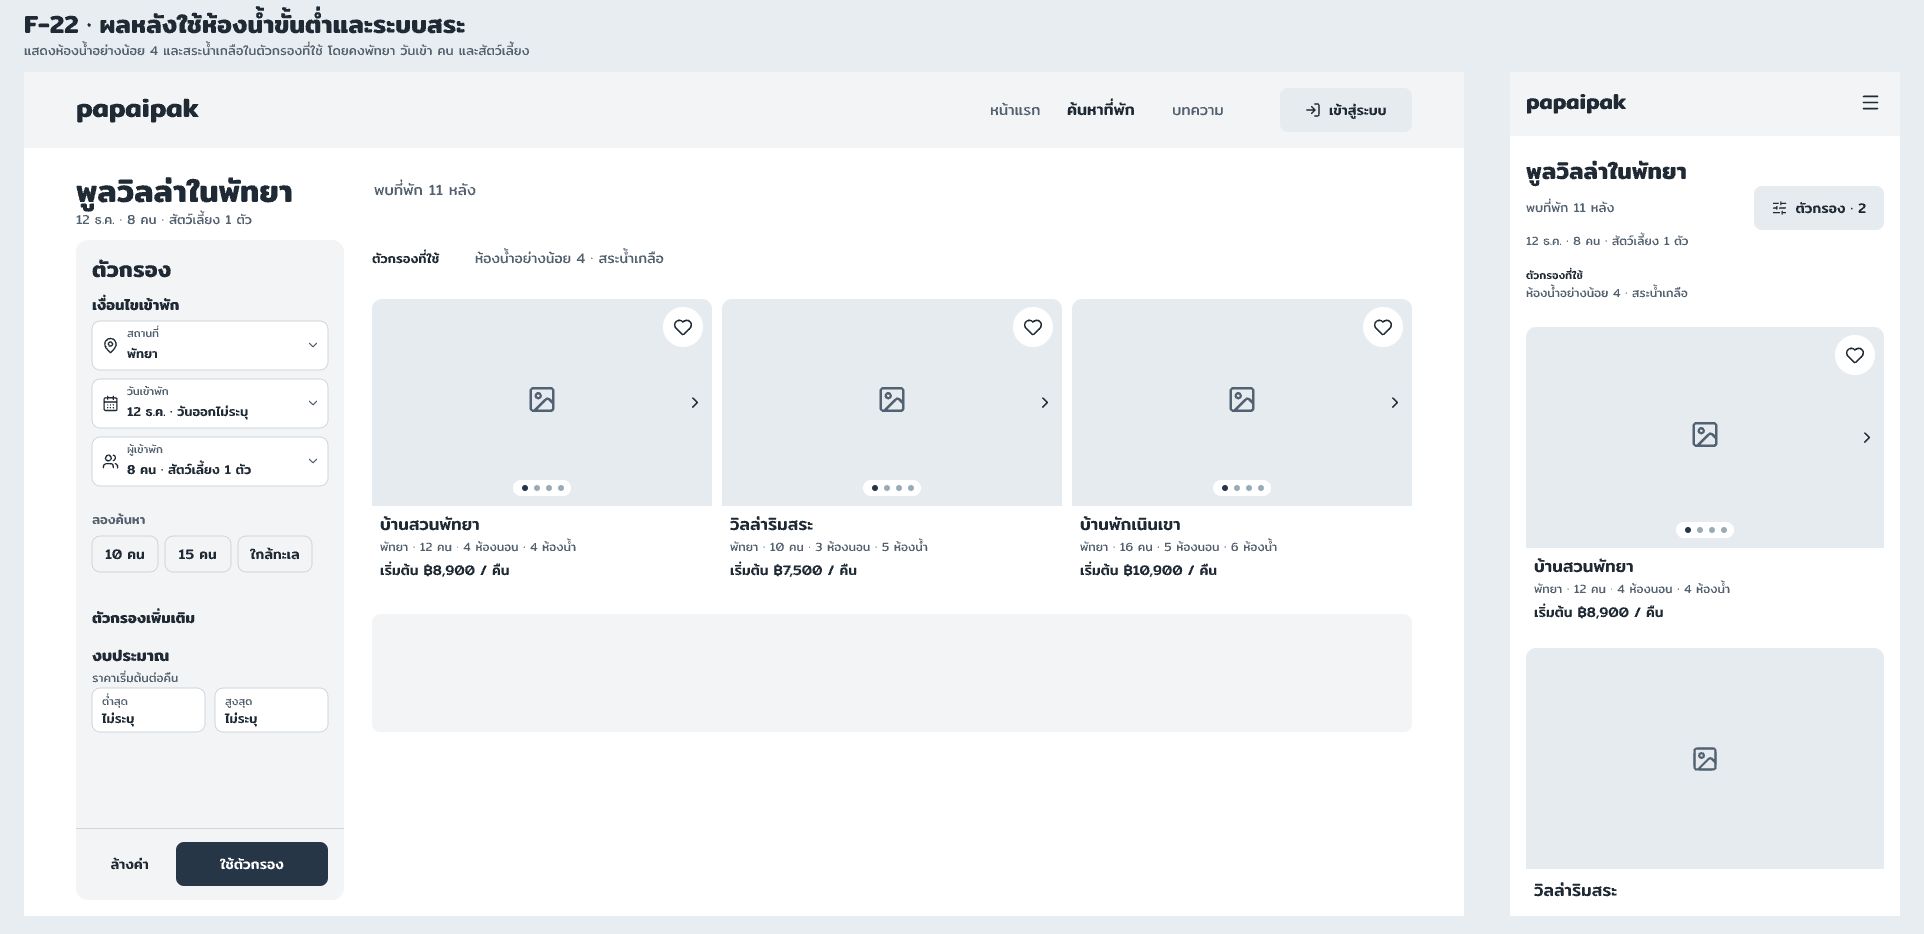 F-22 · ผลหลังใช้ห้องน้ำขั้นต่ำและระบบสระ
แสดงห้องน้ำอย่างน้อย 4 และสระน้ำเกลือในตัวกรองที่ใช้ โดยคงพัทยา วันเข้า คน และสัตว์เลี้ยง
papaipak
หน้าแรก
ค้นหาที่พัก
บทความ
เข้าสู่ระบบ
พูลวิลล่าในพัทยา
12 ธ.ค. · 8 คน · สัตว์เลี้ยง 1 ตัว
พบที่พัก 11 หลัง
ตัวกรอง
เงื่อนไขเข้าพัก
สถานที่
พัทยา
วันเข้าพัก
12 ธ.ค. · วันออกไม่ระบุ
ผู้เข้าพัก
8 คน · สัตว์เลี้ยง 1 ตัว
ลองค้นหา
10 คน
15 คน
ใกล้ทะเล
ตัวกรองเพิ่มเติม
งบประมาณ
ราคาเริ่มต้นต่อคืน
ต่ำสุด
ไม่ระบุ
สูงสุด
ไม่ระบุ
ล้างค่า
ใช้ตัวกรอง
ตัวกรองที่ใช้
ห้องน้ำอย่างน้อย 4 · สระน้ำเกลือ
บ้านสวนพัทยา
พัทยา · 12 คน · 4 ห้องนอน · 4 ห้องน้ำ
เริ่มต้น ฿8,900 / คืน
วิลล่าริมสระ
พัทยา · 10 คน · 3 ห้องนอน · 5 ห้องน้ำ
เริ่มต้น ฿7,500 / คืน
บ้านพักเนินเขา
พัทยา · 16 คน · 5 ห้องนอน · 6 ห้องน้ำ
เริ่มต้น ฿10,900 / คืน
papaipak
พูลวิลล่าในพัทยา
พบที่พัก 11 หลัง
ตัวกรอง · 2
12 ธ.ค. · 8 คน · สัตว์เลี้ยง 1 ตัว
ตัวกรองที่ใช้
ห้องน้ำอย่างน้อย 4 · สระน้ำเกลือ
บ้านสวนพัทยา
พัทยา · 12 คน · 4 ห้องนอน · 4 ห้องน้ำ
เริ่มต้น ฿8,900 / คืน
วิลล่าริมสระ